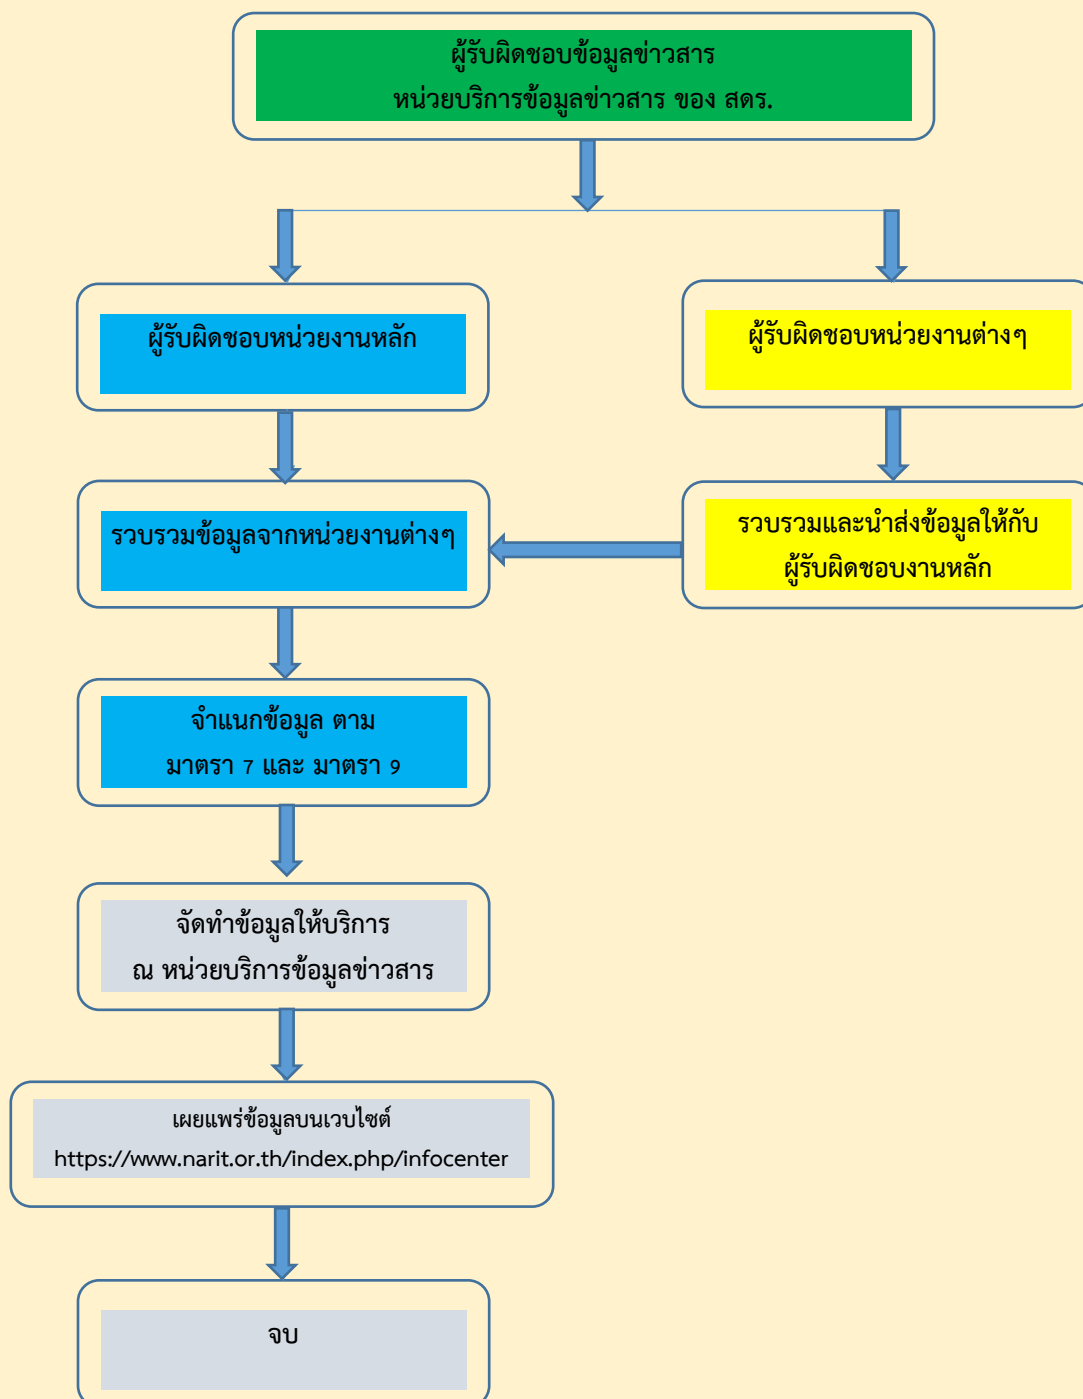 ผู้รับผิดชอบข้อมูลข่าวสาร
หน่วยบริการข้อมูลข่าวสาร ของ สดร.
ผู้รับผิดชอบหน่วยงานหลัก
ผู้รับผิดชอบหน่วยงานต่างๆ
รวบรวมข้อมูลจากหน่วยงานต่างๆ
รวบรวมและนำส่งข้อมูลให้กับ
ผู้รับผิดชอบงานหลัก
จำแนกข้อมูล ตาม
มาตรา 7 และ มาตรา 9
จัดทำข้อมูลให้บริการ
ณ หน่วยบริการข้อมูลข่าวสาร
เผยแพร่ข้อมูลบนเวบไซต์
https://www.narit.or.th/index.php/infocenter
จบ